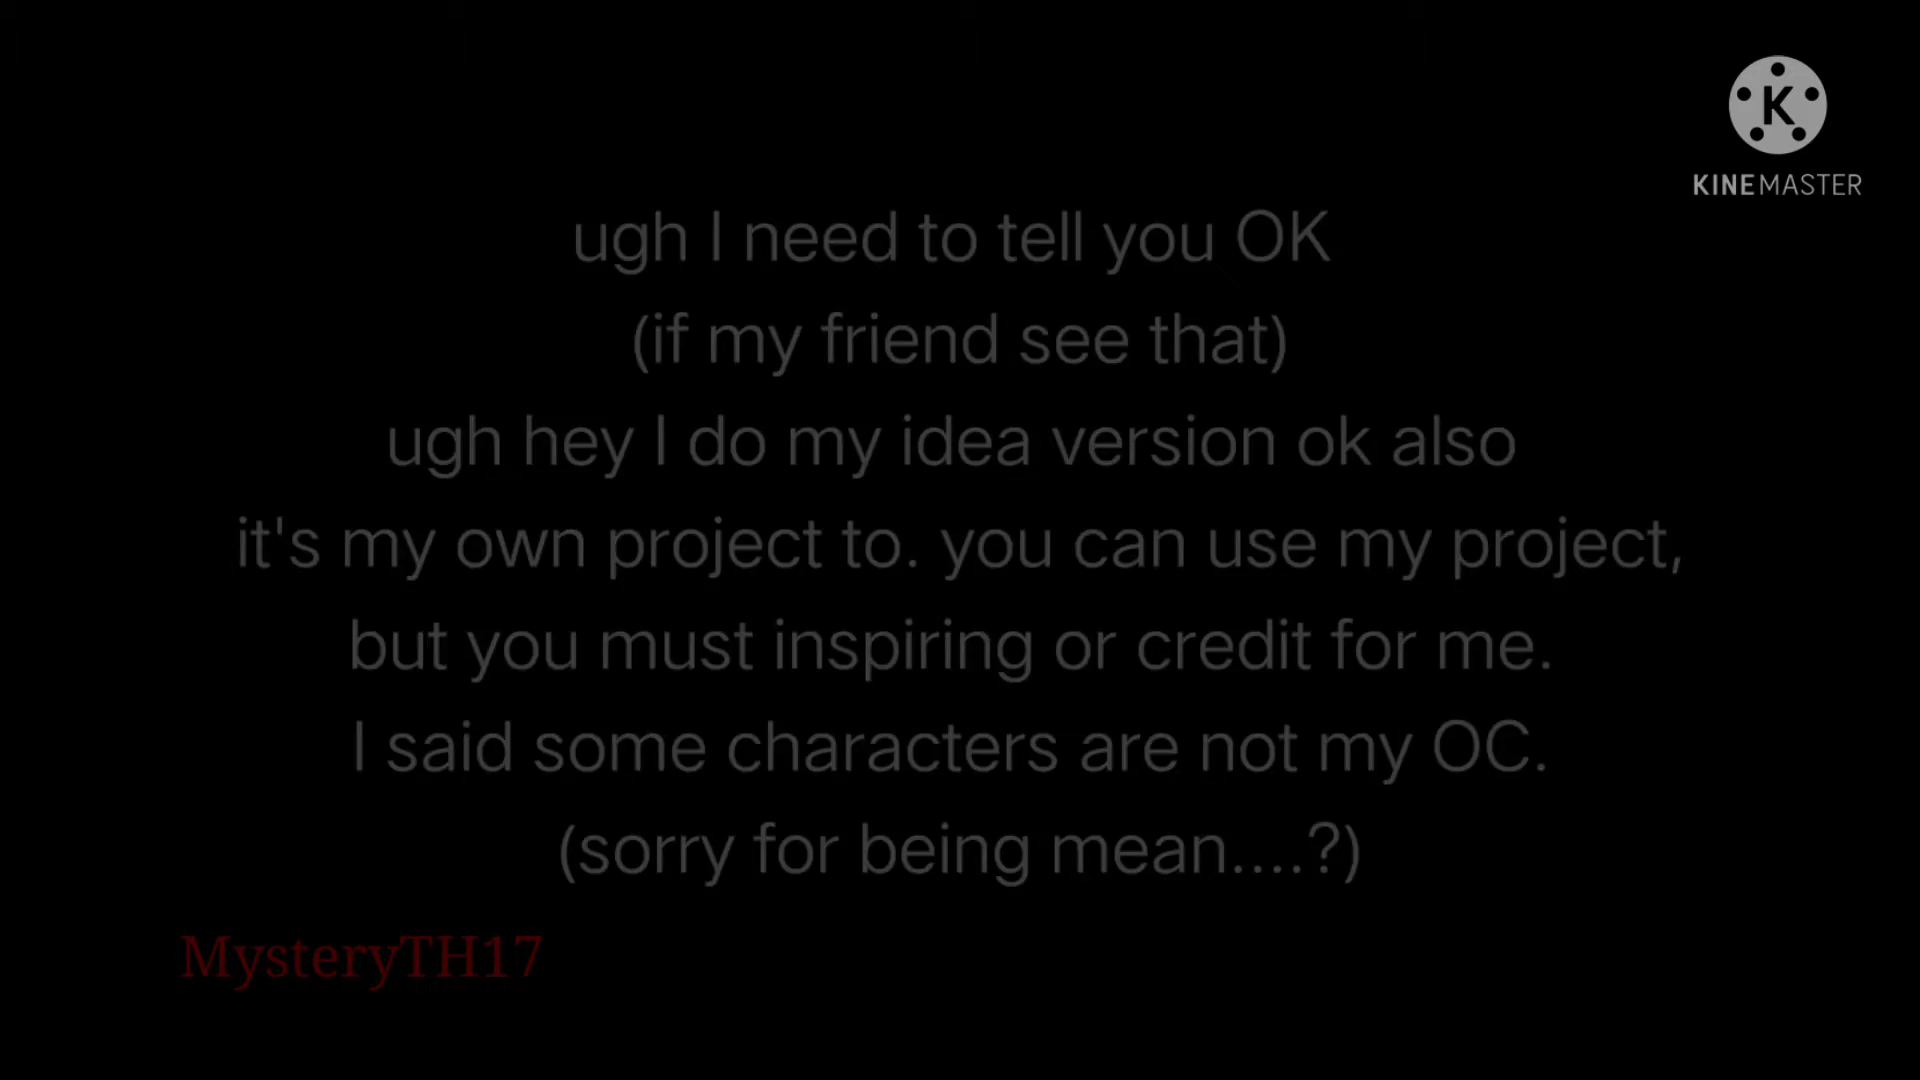 K
KINEMASTER
ugh I need to tell you OK
(if my friend see that)
ugh hey I do my idea version ok also
it's my own project to. you can use my project,
but you must inspiring or credit for me.
I said some characters are not my OC.
(sorry for being mean....?)
MysteryTH17